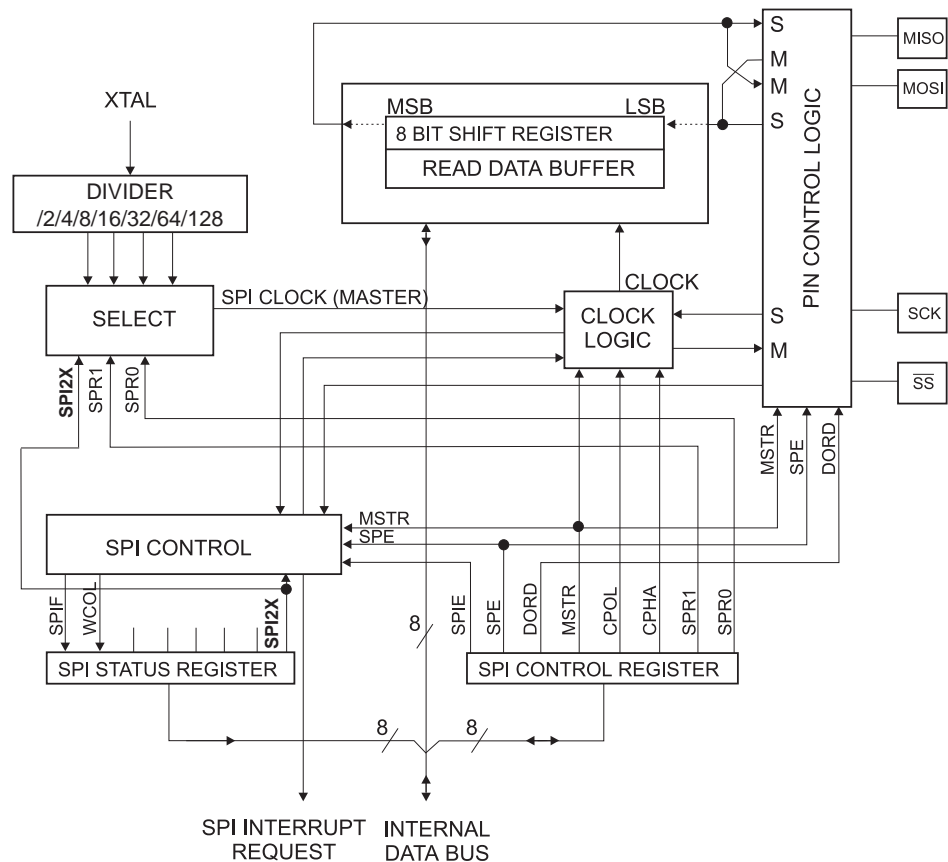 S
MISO
M
M
MOSI
XTAL
MSB
LSB
S
8 BIT SHIFT REGISTER
READ DATA BUFFER
DIVIDER
/2/4/8/16/32/64/128
PIN CONTROL LOGIC
CLOCK
SPI CLOCK (MASTER)
SELECT
CLOCK
LOGIC
S
M
SCK
SS
SPI2X
SPR1
SPR0
MSTR
SPE
DORD
MSTR
SPE
SPI CONTROL
SPIF
WCOL
SPI2X
8
SPIE
SPE
DORD
MSTR
CPOL
CPHA
SPR1
SPR0
SPI STATUS REGISTER
SPI CONTROL REGISTER
8
8
SPI INTERRUPT
REQUEST
INTERNAL
DATA BUS